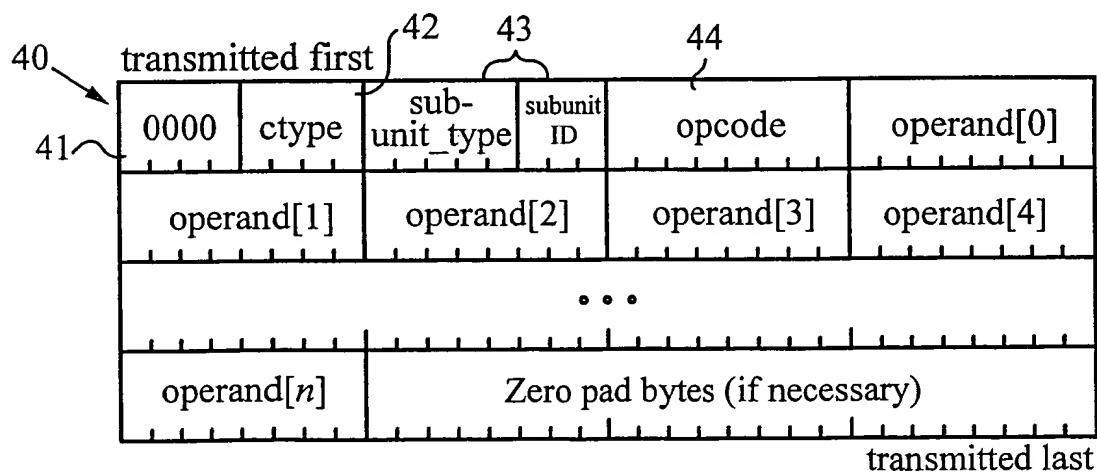 42 43 44
40 transmitted first
0000 ctype sub-unit_type subunit ID opcode operand[0]
41
operand[1] operand[2] operand[3] operand[4]
operand[n] Zero pad bytes (if necessary)
transmitted last